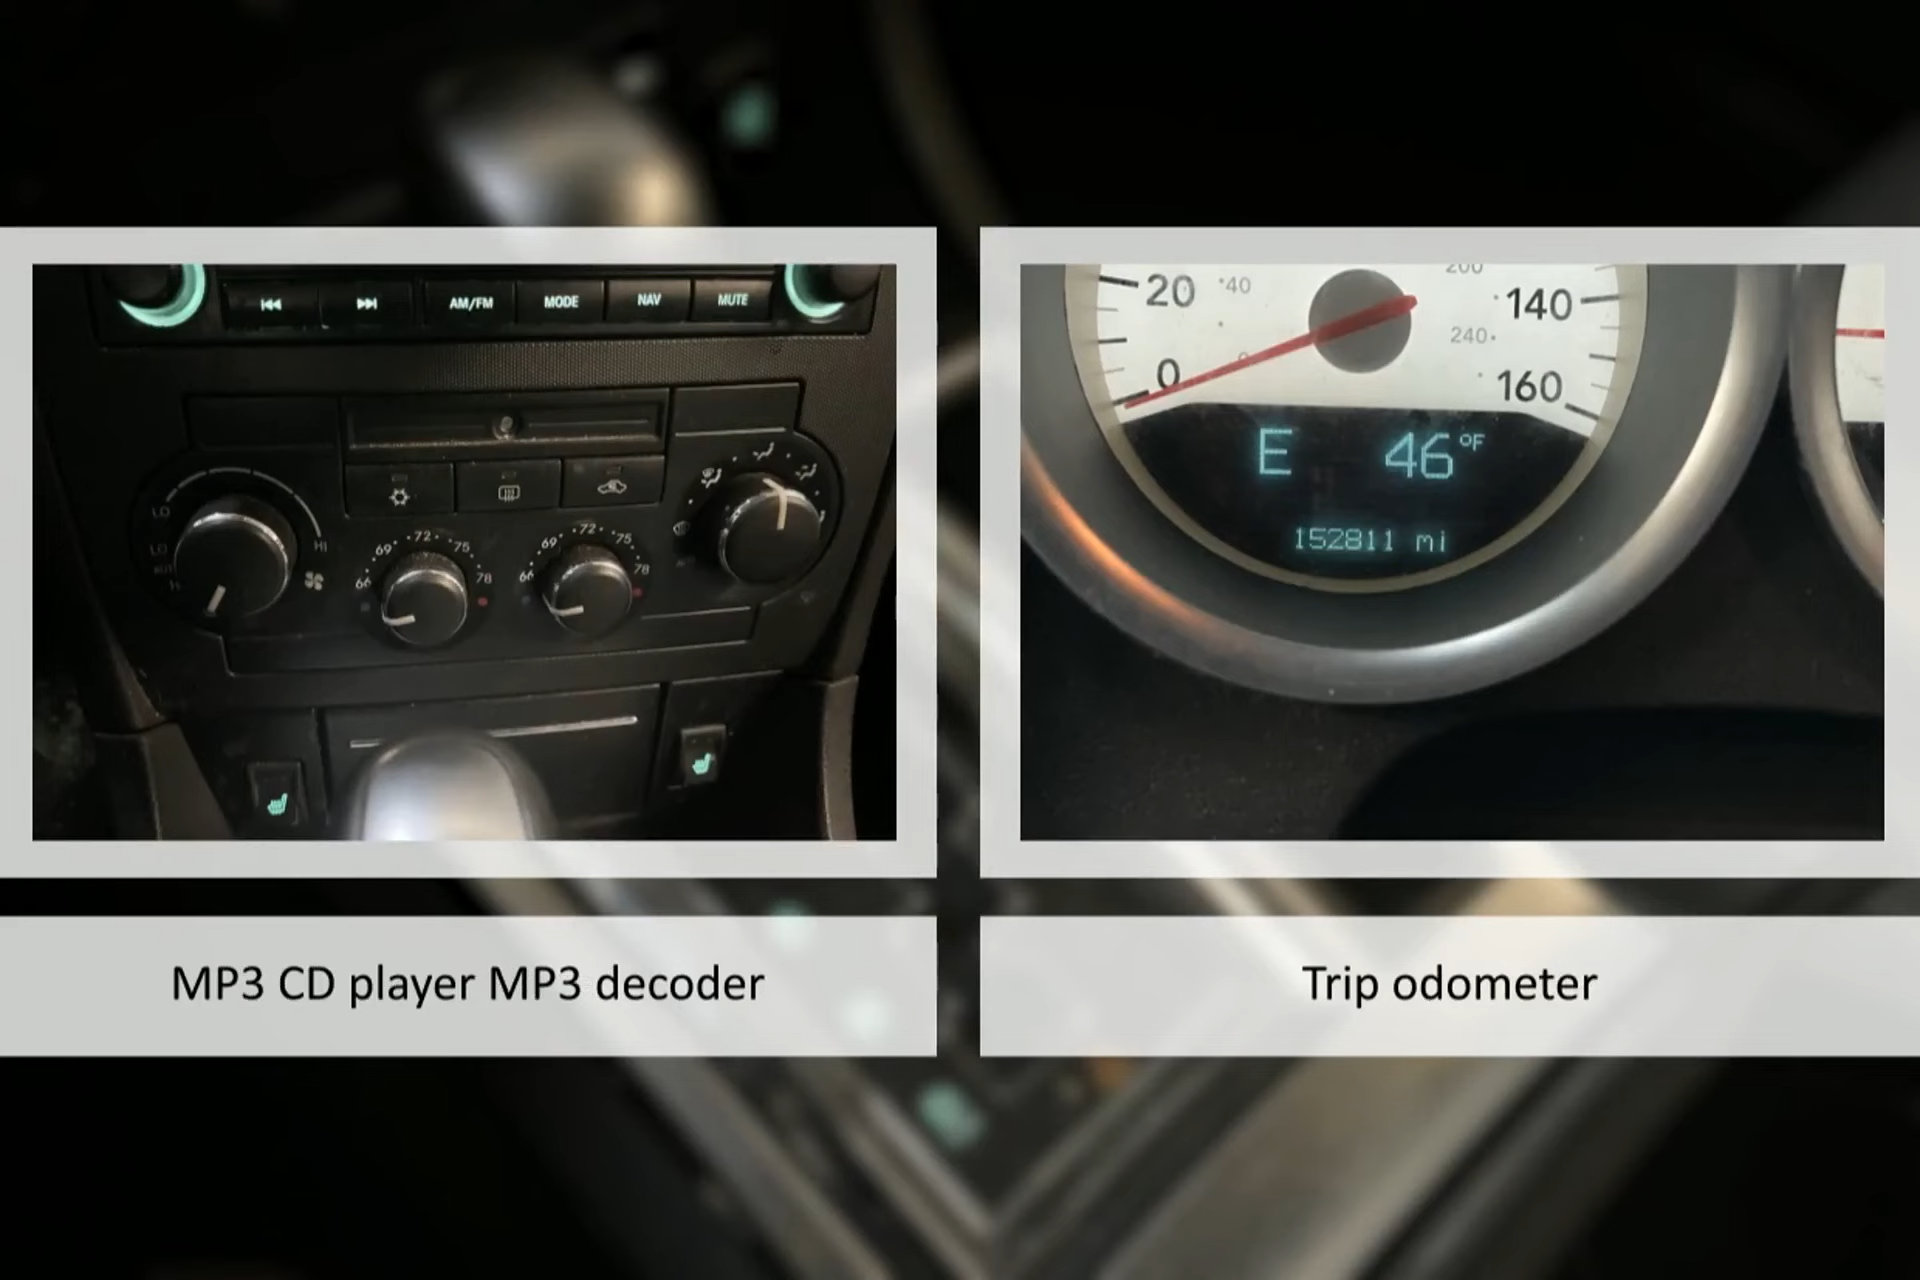 AM/FM MODE NAV MUTE
LO
LO
HI
66 69 72 75 78
66 69 72 75 78
20 40 140
240
0 160
E 46 °F
152811 mi
MP3 CD player MP3 decoder
Trip odometer